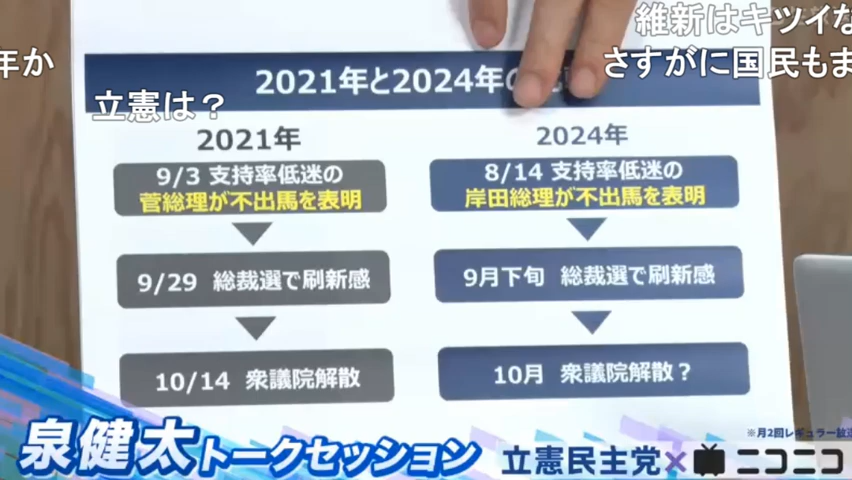 維新はキツイな
さすがに国民もま
年か
立憲は？
2021年と2024年の
2021年
9/3 支持率低迷の
菅総理が不出馬を表明
9/29 総裁選で刷新感
10/14 衆議院解散
2024年
8/14 支持率低迷の
岸田総理が不出馬を表明
9月下旬 総裁選で刷新感
10月 衆議院解散？
※月2回レギュラー放送
泉健太トークセッション
立憲民主党×ニコニコ